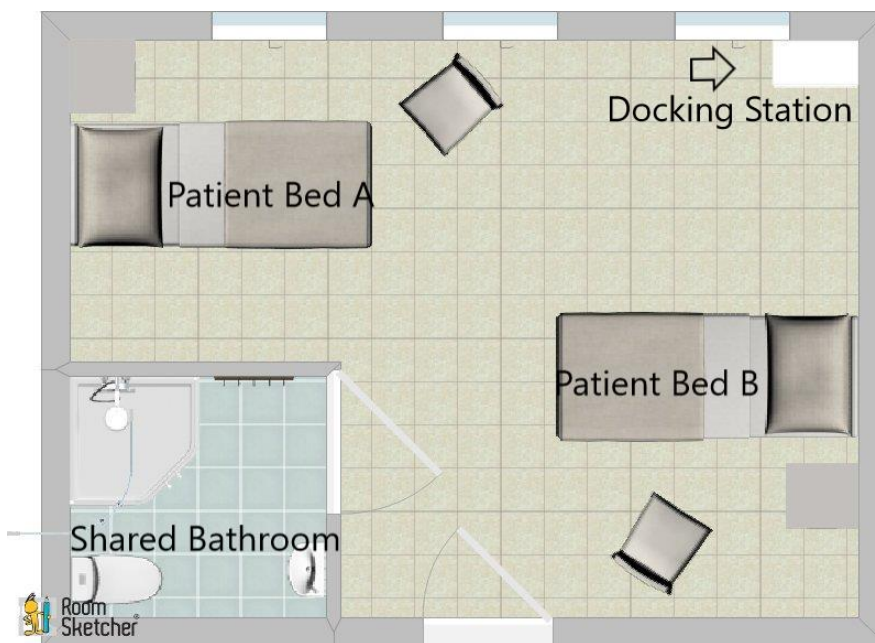 Docking Station
Patient Bed A
Patient Bed B
Shared Bathroom
Room
Sketcher®